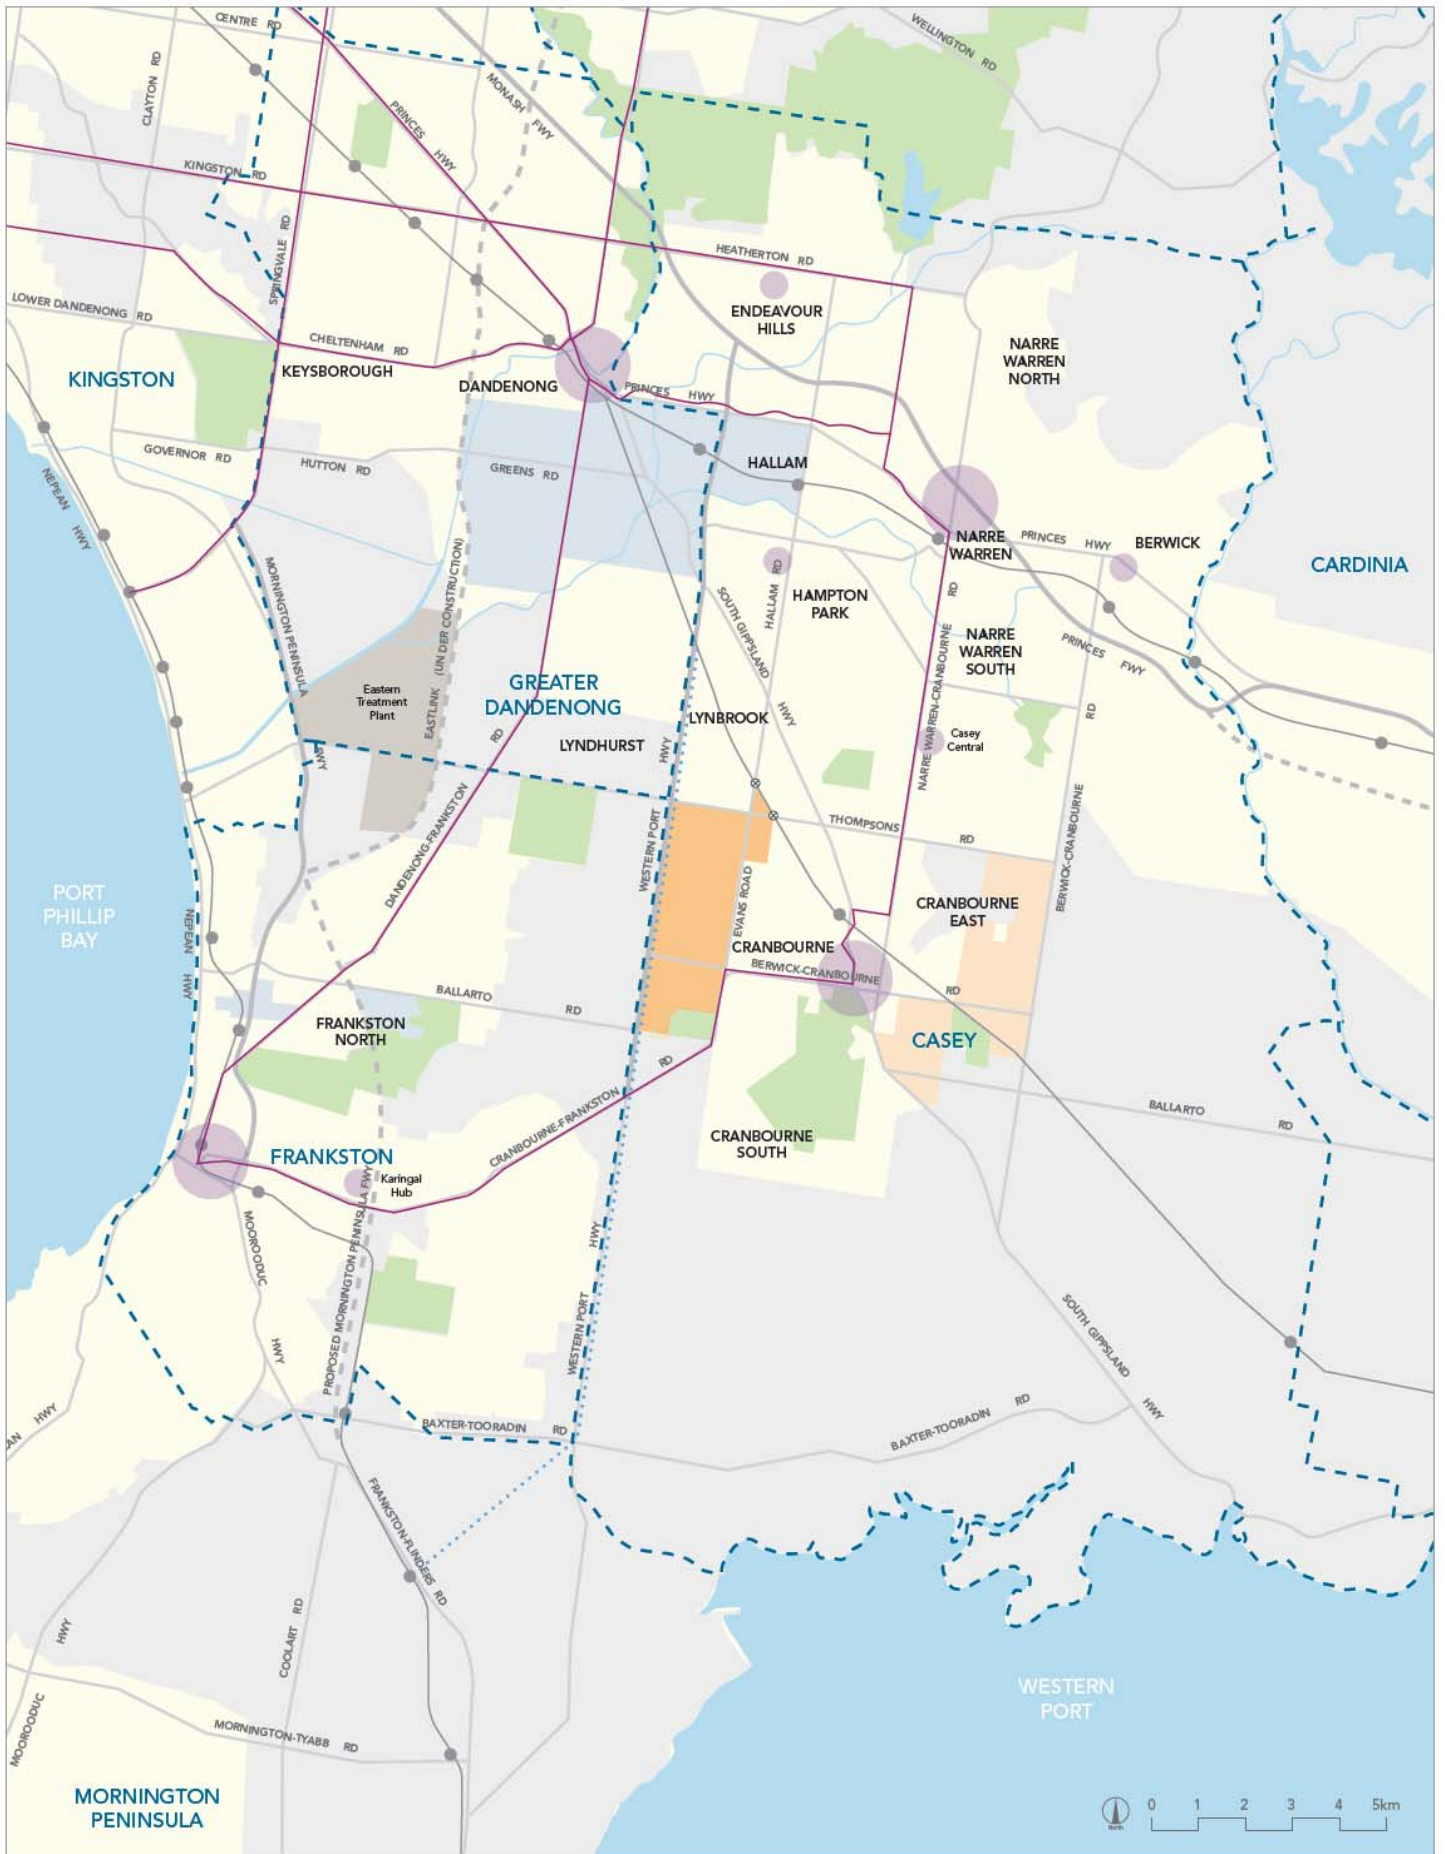 CENTRE RD
WELLINGTON RD
CLAYTON RD
MONASH FWY
PRINCES HWY
KINGSTON RD
SPRINGVALE RD
HEATHERTON RD
ENDEAVOUR
HILLS
LOWER DANDENONG RD
CHELTENHAM RD
NARRE
WARREN
NORTH
KINGSTON
KEYSBOROUGH
DANDENONG
PRINCES HWY
GOVERNOR RD
HUTTON RD
GREENS RD
HALLAM
NEPEAN HWY
NARRE
WARREN
PRINCES HWY
BERWICK
CARDINIA
MORNINGTON PENINSULA
FWY
EASTLINK (UN DER CONSTRUCTION)
SOUTH GIPPSLAND
HWY
HALLAM RD
HAMPTON
PARK
NARRE WARREN-CRANBOURNE
RD
NARRE
WARREN
SOUTH
PRINCES FWY
Eastern
Treatment
Plant
GREATER
DANDENONG
LYNBROOK
LYNDHURST
Casey
Central
RD
HWY
DANDENONG-FRANKSTON
RD
WESTERN PORT
THOMPSONS
RD
BERWICK-CRANBOURNE
EVANS ROAD
PORT
PHILLIP
BAY
CRANBOURNE
EAST
NEPEAN HWY
CRANBOURNE
BERWICK-CRANBOURNE
RD
BALLARTO
RD
FRANKSTON
NORTH
CASEY
CRANBOURNE-FRANKSTON
RD
BALLARTO
RD
CRANBOURNE
SOUTH
FRANKSTON
Karingal
Hub
MOOROODUC
HWY
PROPOSED MORNINGTON PENINSULA FWY
HWY
WESTERN PORT
SOUTH GIPPSLAND
HWY
AN HWY
BAXTER-TOORADIN
RD
BAXTER-TOORADIN
RD
FRANKSTON-FLINDERS
RD
COOLART RD
HWY
MOOROODUC
MORNINGTON-TYABB RD
WESTERN
PORT
MORNINGTON
PENINSULA
North
0 1 2 3 4 5km